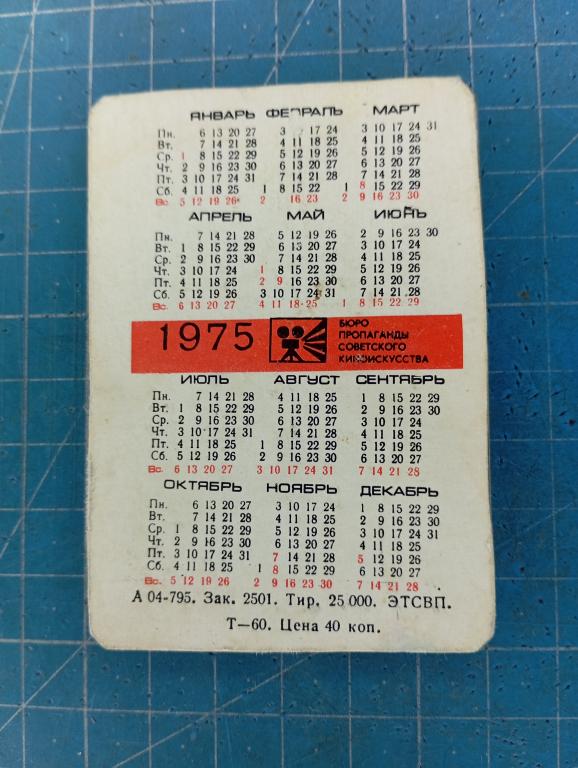 ЯНВАРЬ ФЕВРАЛЬ МАРТ
Пн. 6 13 20 27 3 17 24 3 10 17 24 31
Вт. 7 14 21 28 4 11 18 25 4 11 18 25
Ср. 1 8 15 22 29 5 12 19 26 5 12 19 26
Чт. 2 9 16 23 30 6 13 20 27 6 13 20 27
Пт. 3 10 17 24 31 7 14 21 28 7 14 21 28
Сб. 4 11 18 25 1 8 15 22 1 8 15 22 29
Вс. 5 12 19 26 2 16 23 2 9 16 23 30
АПРЕЛЬ МАЙ ИЮНЬ
Пн. 7 14 21 28 5 12 19 26 2 9 16 23 30
Вт. 1 8 15 22 29 6 13 20 27 3 10 17 24
Ср. 2 9 16 23 30 7 14 21 28 4 11 18 25
Чт. 3 10 17 24 1 8 15 22 29 5 12 19 26
Пт. 4 11 18 25 2 9 16 23 30 6 13 20 27
Сб. 5 12 19 26 3 10 17 24 31 7 14 21 28
Вс. 6 13 20 27 4 11 18 25 1 8 15 22 29
1975
БЮРО
ПРОПАГАНДЫ
СОВЕТСКОГО
КИНОИСКУССТВА
ИЮЛЬ АВГУСТ СЕНТЯБРЬ
Пн. 7 14 21 28 4 11 18 25 1 8 15 22 29
Вт. 1 8 15 22 29 5 12 19 26 2 9 16 23 30
Ср. 2 9 16 23 30 6 13 20 27 3 10 17 24
Чт. 3 10 17 24 31 7 14 21 28 4 11 18 25
Пт. 4 11 18 25 1 8 15 22 29 5 12 19 26
Сб. 5 12 19 26 2 9 16 23 30 6 13 20 27
Вс. 6 13 20 27 3 10 17 24 31 7 14 21 28
ОКТЯБРЬ НОЯБРЬ ДЕКАБРЬ
Пн. 6 13 20 27 3 10 17 24 1 8 15 22 29
Вт. 7 14 21 28 4 11 18 25 2 9 16 23 30
Ср. 1 8 15 22 29 5 12 19 26 3 10 17 24 31
Чт. 2 9 16 23 30 6 13 20 27 4 11 18 25
Пт. 3 10 17 24 31 7 14 21 28 5 12 19 26
Сб. 4 11 18 25 1 8 15 22 29 6 13 20 27
Вс. 5 12 19 26 2 9 16 23 30 7 14 21 28
А 04-795. Зак. 2501. Тир. 25 000. ЭТСВП.
Т—60. Цена 40 коп.